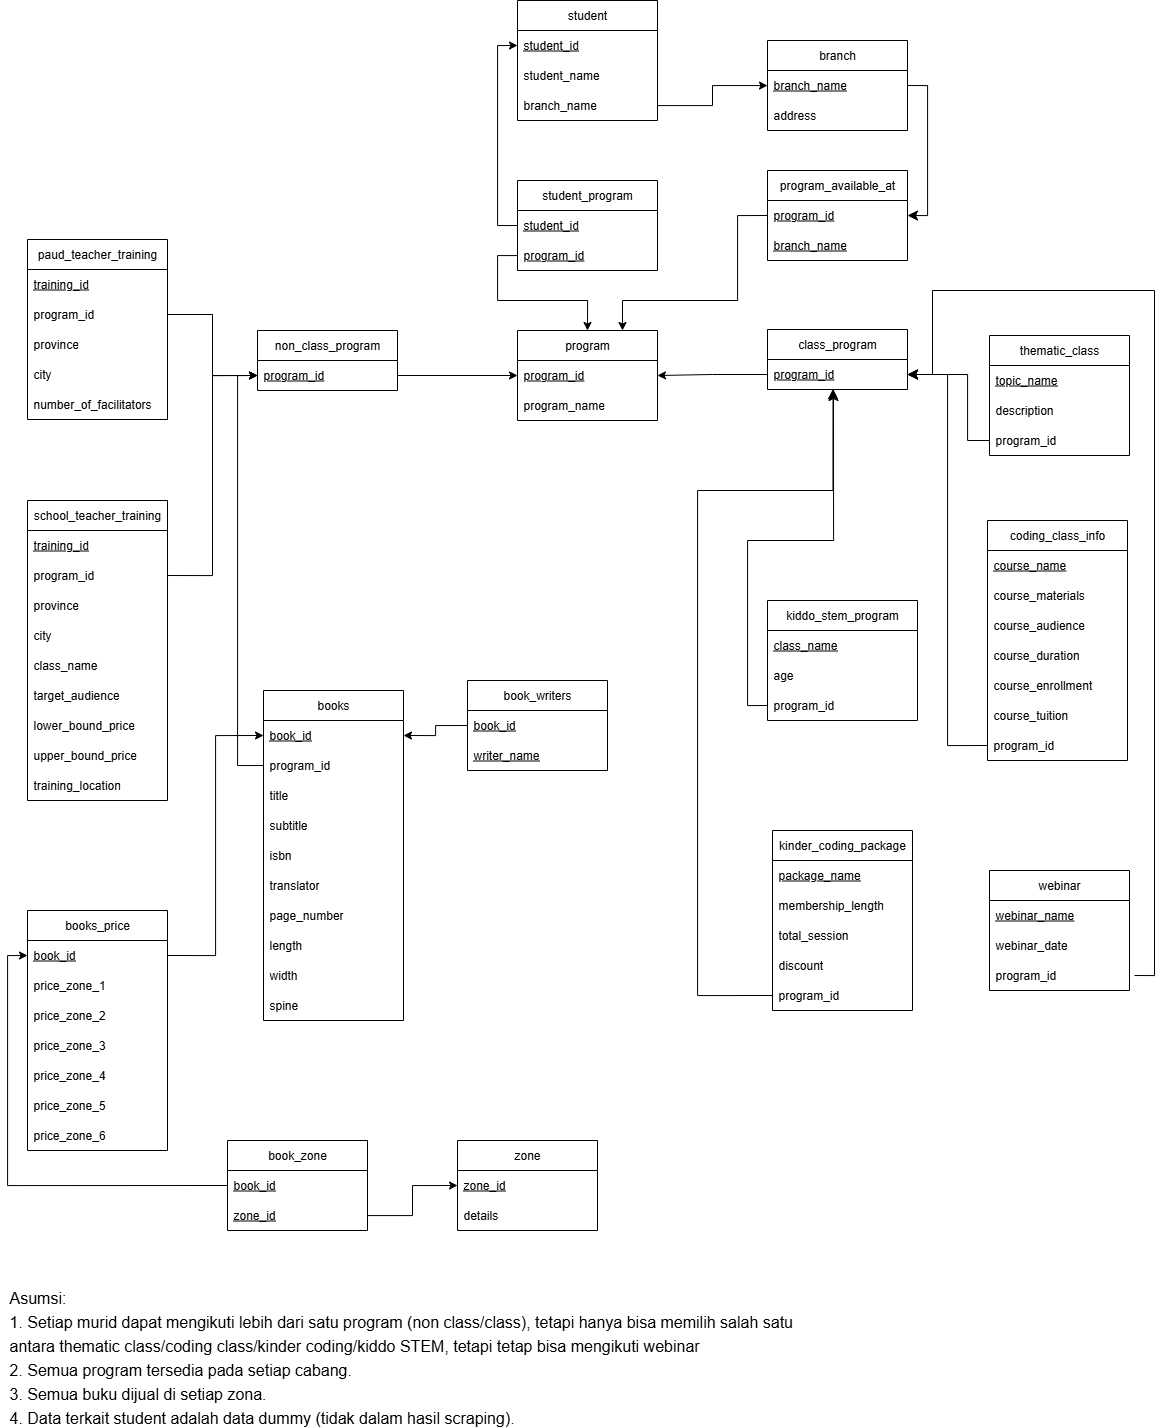 student
student_id
student_name
branch_name
branch
branch_name
address
student_program
student_id
program_id
program_available_at
program_id
branch_name
paud_teacher_training
training_id
program_id
province
city
number_of_facilitators
non_class_program
program_id
program
program_id
program_name
class_program
program_id
thematic_class
topic_name
description
program_id
school_teacher_training
training_id
program_id
province
city
class_name
target_audience
lower_bound_price
upper_bound_price
training_location
coding_class_info
course_name
course_materials
course_audience
course_duration
course_enrollment
course_tuition
program_id
kiddo_stem_program
class_name
age
program_id
books
book_id
program_id
title
subtitle
isbn
translator
page_number
length
width
spine
book_writers
book_id
writer_name
kinder_coding_package
package_name
membership_length
total_session
discount
program_id
webinar
webinar_name
webinar_date
program_id
books_price
book_id
price_zone_1
price_zone_2
price_zone_3
price_zone_4
price_zone_5
price_zone_6
book_zone
book_id
zone_id
zone
zone_id
details
Asumsi:
1. Setiap murid dapat mengikuti lebih dari satu program (non class/class), tetapi hanya bisa memilih salah satu
antara thematic class/coding class/kinder coding/kiddo STEM, tetapi tetap bisa mengikuti webinar
2. Semua program tersedia pada setiap cabang.
3. Semua buku dijual di setiap zona.
4. Data terkait student adalah data dummy (tidak dalam hasil scraping).